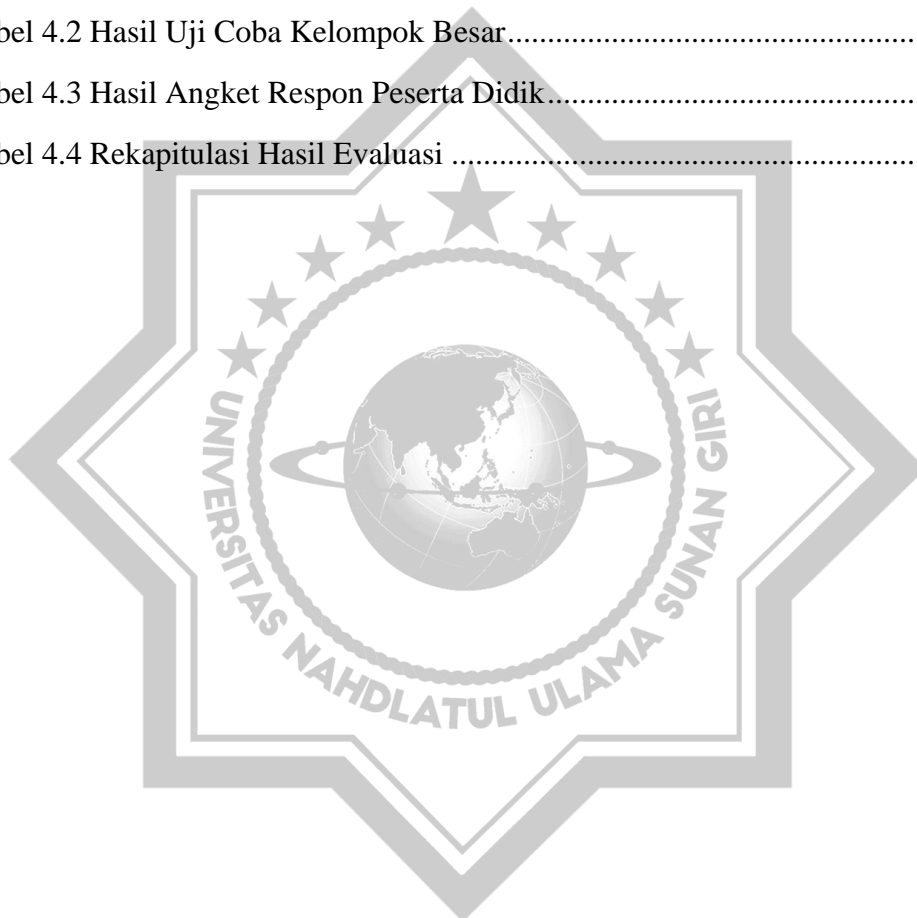 bel 4.2 Hasil Uji Coba Kelompok Besar
bel 4.3 Hasil Angket Respon Peserta Didik
bel 4.4 Rekapitulasi Hasil Evaluasi
UNIVERSITAS NAHDLATUL ULAMA SUNAN GIRI